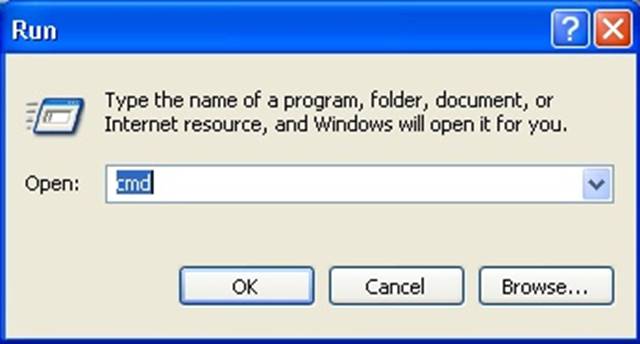 Run
Type the name of a program, folder, document, or
Internet resource, and Windows will open it for you.
Open: cmd
OK Cancel Browse...